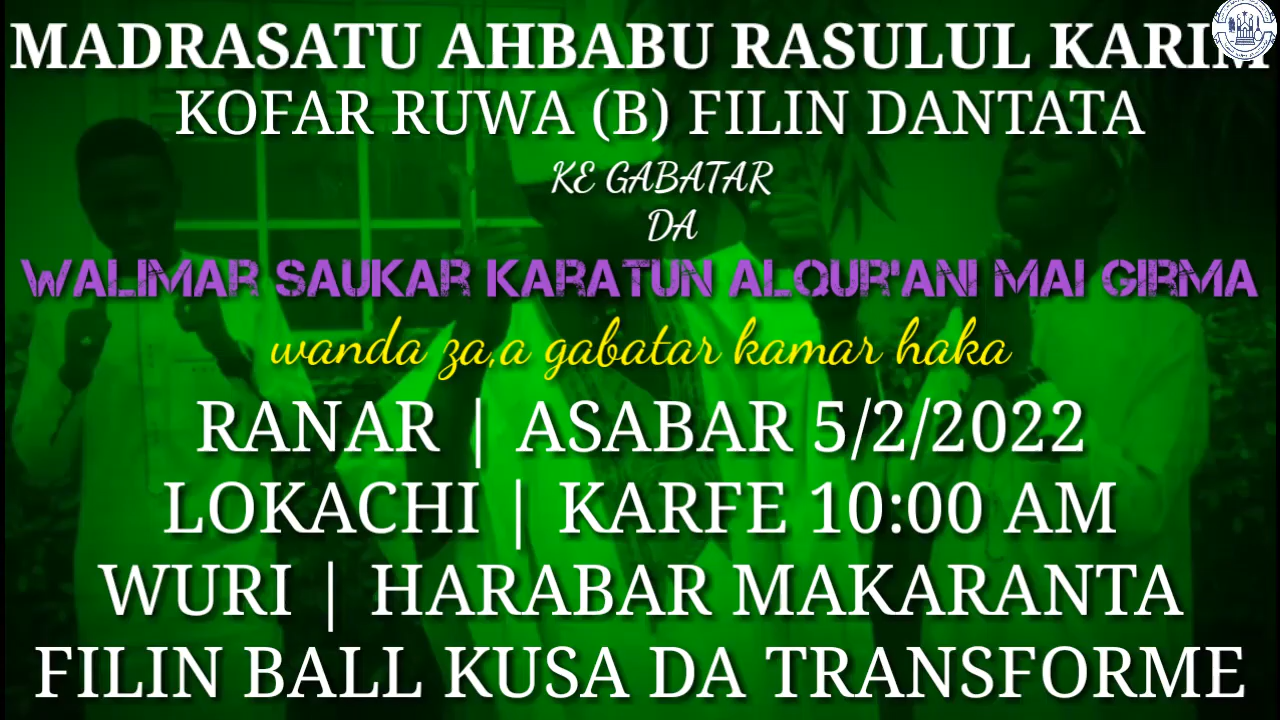 MADRASATU AHBABU RASULUL KARIM
KOFAR RUWA (B) FILIN DANTATA
KE GABATAR
DA
WALIMAR SAUKAR KARATUN ALQUR'ANI MAI GIRMA
wanda za,a gabatar kamar haka
RANAR | ASABAR 5/2/2022
LOKACHI | KARFE 10:00 AM
WURI | HARABAR MAKARANTA
FILIN BALL KUSA DA TRANSFORME